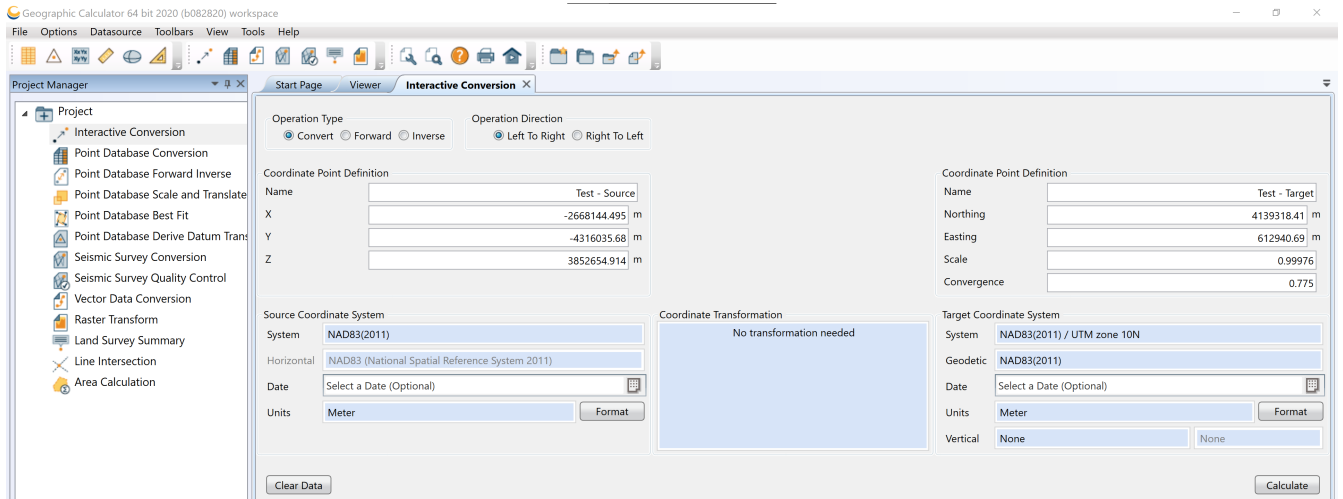 Geographic Calculator 64 bit 2020 (b082820) workspace
File Options Datasource Toolbars View Tools Help
Project Manager
Start Page Viewer Interactive Conversion
Project
Interactive Conversion
Point Database Conversion
Point Database Forward Inverse
Point Database Scale and Translate
Point Database Best Fit
Point Database Derive Datum Trans
Seismic Survey Conversion
Seismic Survey Quality Control
Vector Data Conversion
Raster Transform
Land Survey Summary
Line Intersection
Area Calculation
Operation Type
Convert Forward Inverse
Operation Direction
Left To Right Right To Left
Coordinate Point Definition
Name Test - Source
X -2668144.495 m
Y -4316035.68 m
Z 3852654.914 m
Coordinate Point Definition
Name Test - Target
Northing 4139318.41 m
Easting 612940.69 m
Scale 0.99976
Convergence 0.775
Source Coordinate System
System NAD83(2011)
Horizontal NAD83 (National Spatial Reference System 2011)
Date Select a Date (Optional)
Units Meter Format
Coordinate Transformation
No transformation needed
Target Coordinate System
System NAD83(2011) / UTM zone 10N
Geodetic NAD83(2011)
Date Select a Date (Optional)
Units Meter Format
Vertical None None
Clear Data
Calculate